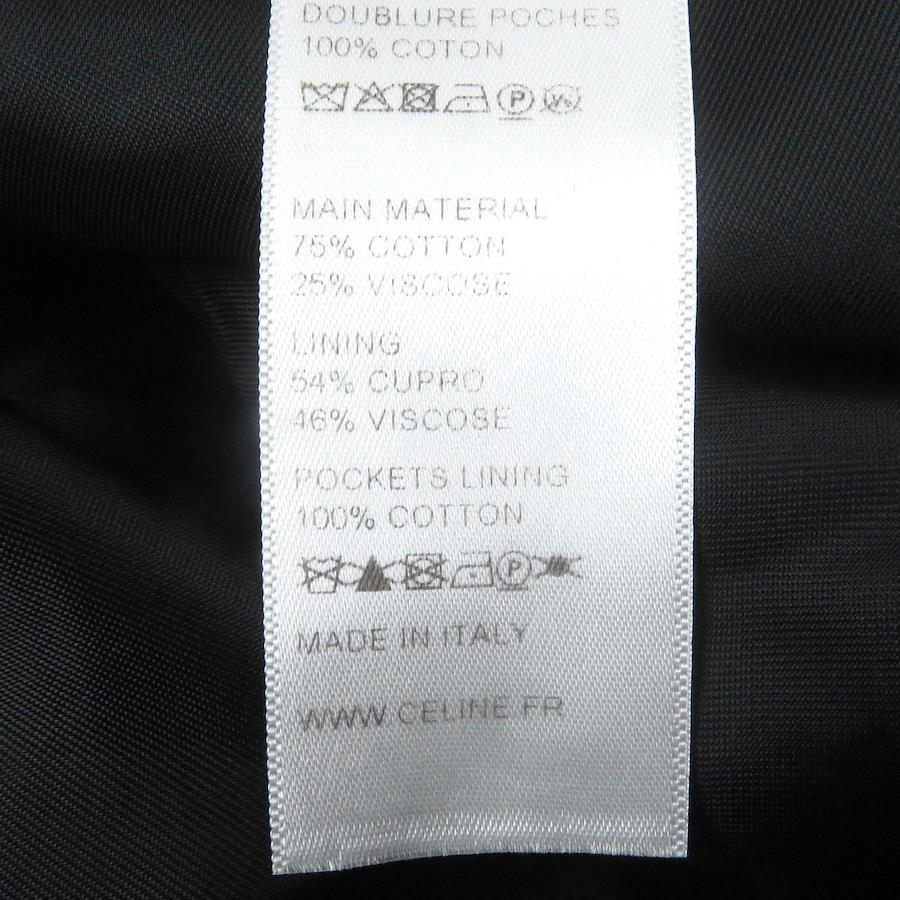 DOUBLURE POCHES
100% COTON
P W
MAIN MATERIAL
75% COTTON
25% VISCOSE
LINING
54% CUPRO
46% VISCOSE
POCKETS LINING
100% COTTON
P
MADE IN ITALY
WWW CELINE.FR